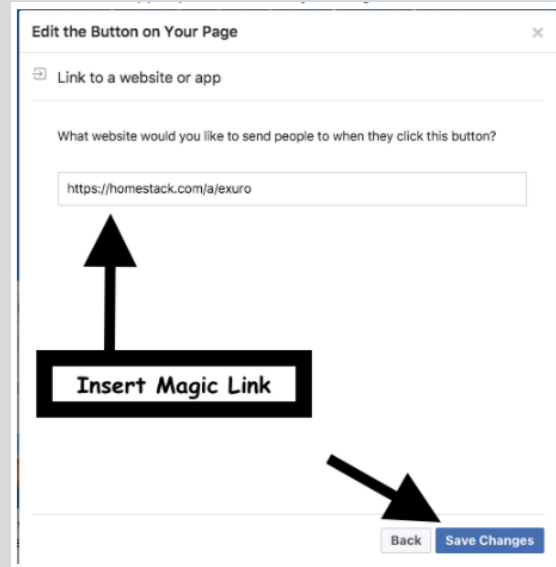 Edit the Button on Your Page
Link to a website or app
What website would you like to send people to when they click this button?
https://homestack.com/a/exuro
Insert Magic Link
Back Save Changes